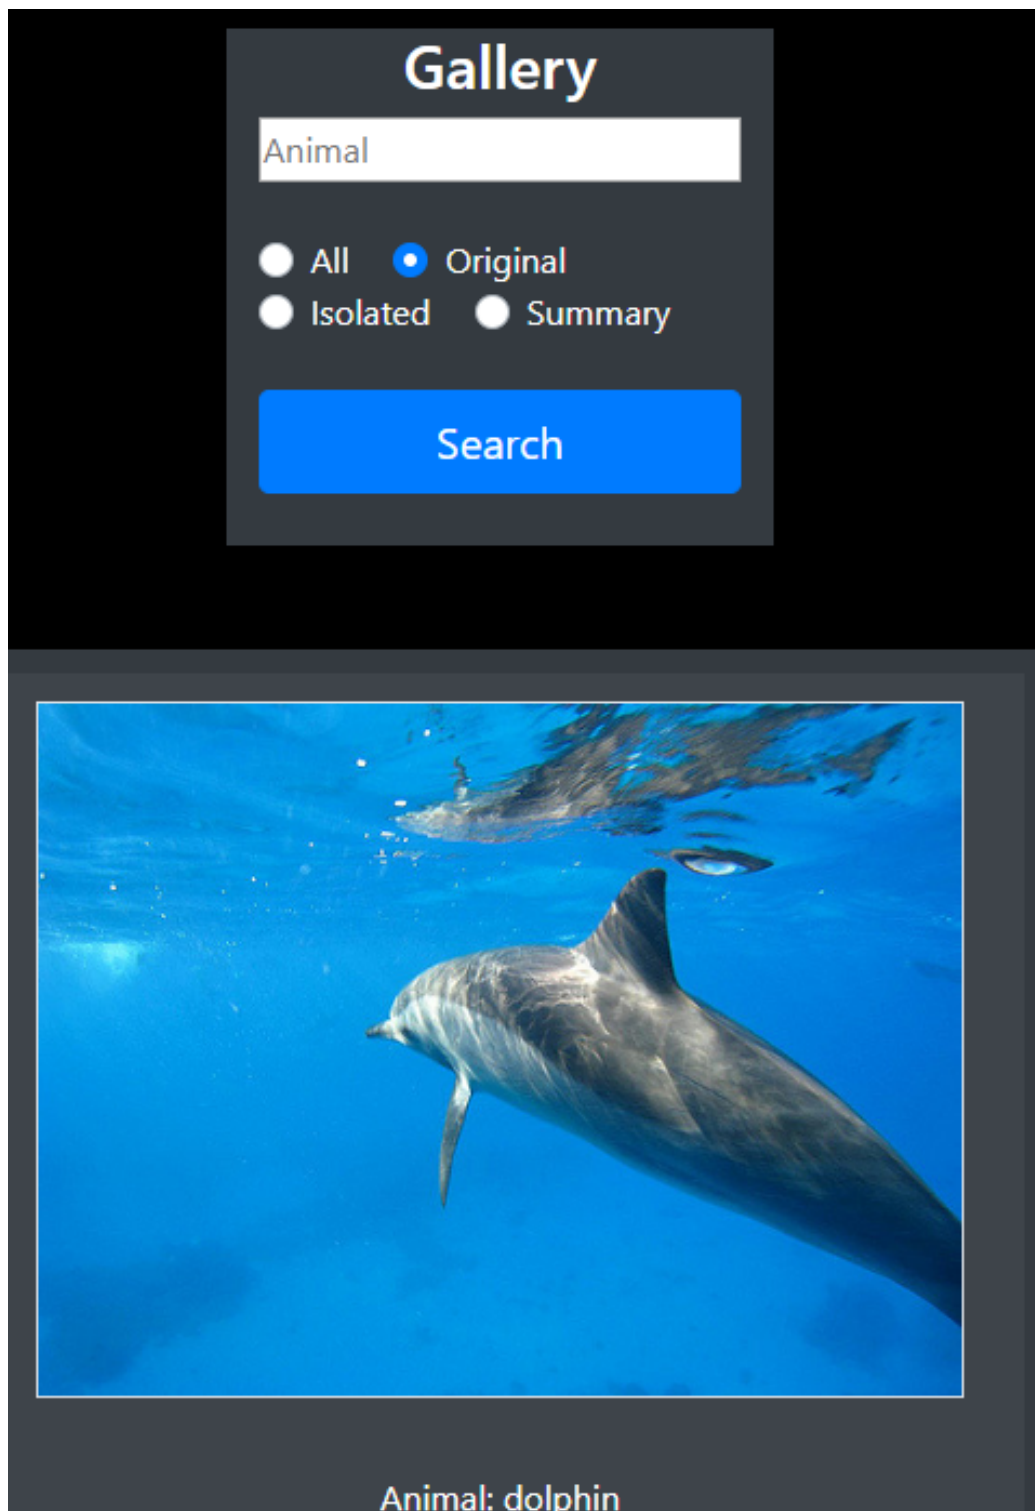 Gallery
Animal
All Original
Isolated Summary
Search
Animal: dolphin